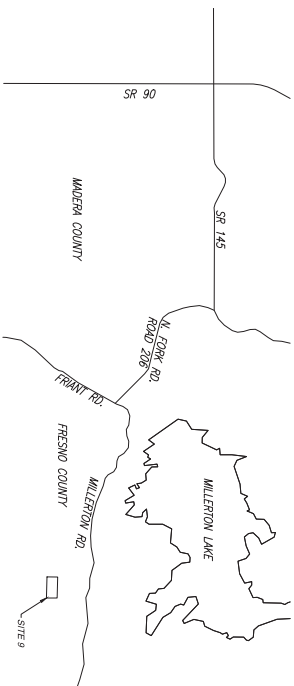 SR 90
SR 145
MADERA COUNTY
N. FORK RD.
ROAD 206
FRIANT RD.
FRESNO COUNTY
MILLERTON RD.
MILLERTON LAKE
SITE 9